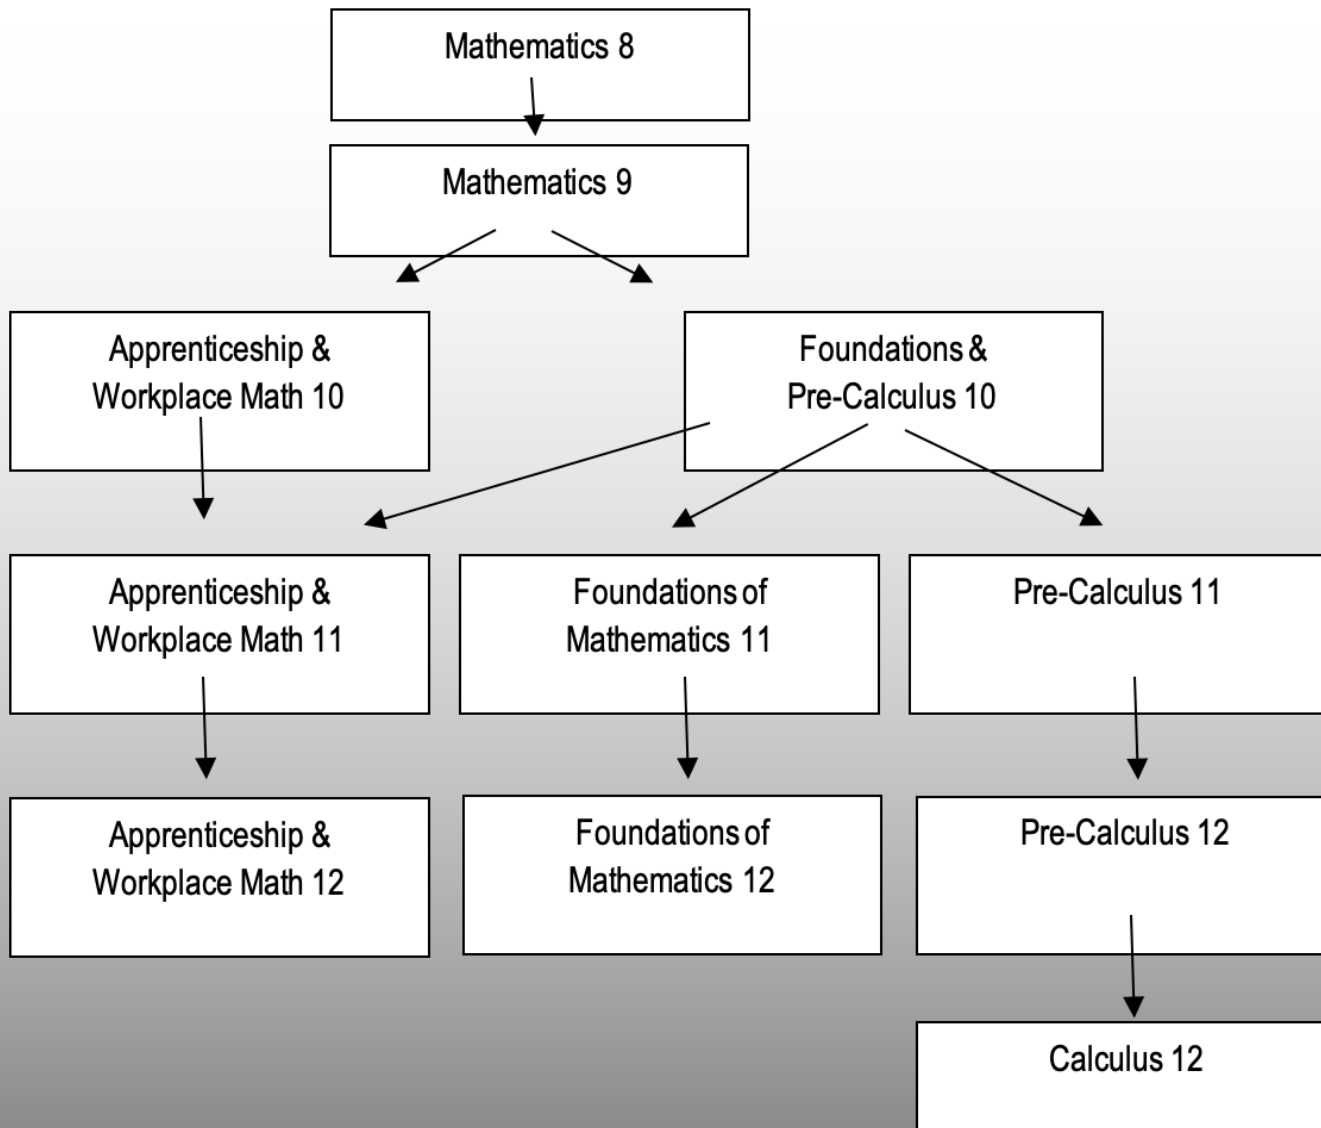 Mathematics 8
Mathematics 9
Apprenticeship &
Workplace Math 10
Foundations &
Pre-Calculus 10
Apprenticeship &
Workplace Math 11
Foundations of
Mathematics 11
Pre-Calculus 11
Apprenticeship &
Workplace Math 12
Foundations of
Mathematics 12
Pre-Calculus 12
Calculus 12